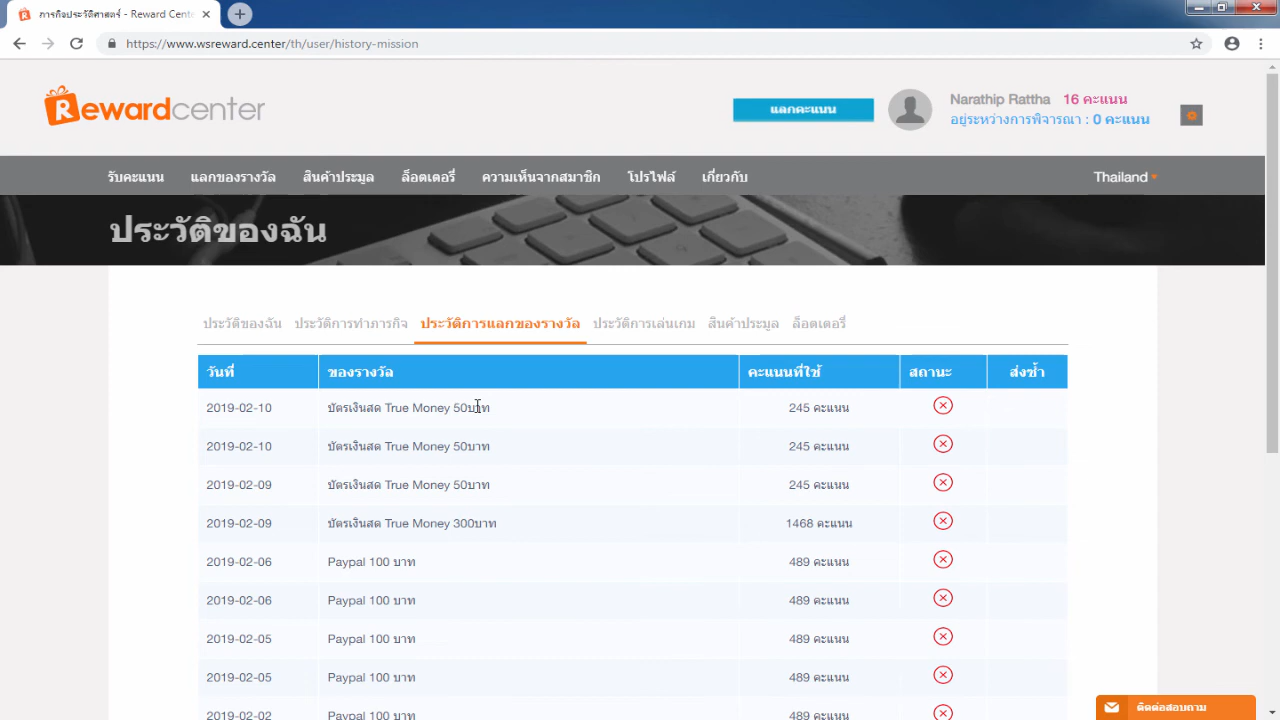 ภารกิจประวัติศาสตร์ - Reward Cente
https://www.wsreward.center/th/user/history-mission
Rewardcenter
แลกคะแนน
Narathip Rattha 16 คะแนน
อยู่ระหว่างการพิจารณา : 0 คะแนน
รับคะแนน แลกของรางวัล สินค้าประมูล ล็อตเตอรี่ ความเห็นจากสมาชิก โปรไฟล์ เกี่ยวกับ Thailand
ประวัติของฉัน
ประวัติของฉัน ประวัติการทำภารกิจ ประวัติการแลกของรางวัล ประวัติการเล่นเกม สินค้าประมูล ล็อตเตอรี่
วันที่ ของรางวัล คะแนนที่ใช้ สถานะ ส่งซ้ำ
2019-02-10 บัตรเงินสด True Money 50บาท 245 คะแนน
2019-02-10 บัตรเงินสด True Money 50บาท 245 คะแนน
2019-02-09 บัตรเงินสด True Money 50บาท 245 คะแนน
2019-02-09 บัตรเงินสด True Money 300บาท 1468 คะแนน
2019-02-06 Paypal 100 บาท 489 คะแนน
2019-02-06 Paypal 100 บาท 489 คะแนน
2019-02-05 Paypal 100 บาท 489 คะแนน
2019-02-05 Paypal 100 บาท 489 คะแนน
2019-02-02 Paypal 100 บาท 489 คะแนน
ติดต่อสอบถาม